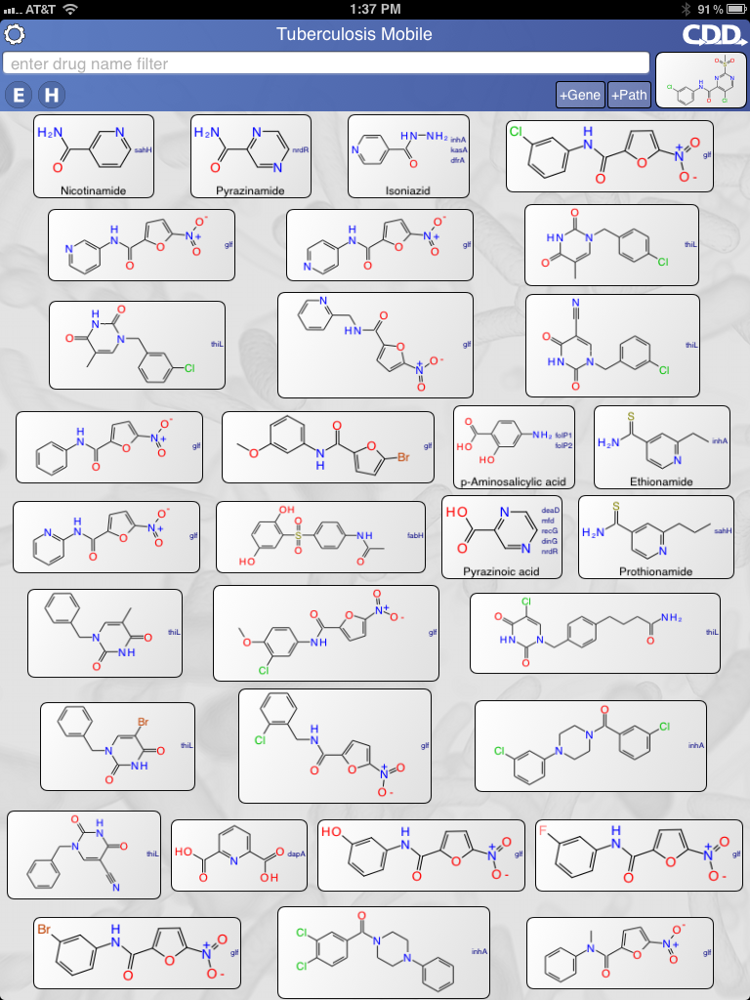 AT&T 1:37 PM 91%
Tuberculosis Mobile
CDD
enter drug name filter
E H +Gene +Path
sahH
Nicotinamide
nrdR
Pyrazinamide
inhA
kasA
dfrA
Isoniazid
glf
glf
glf
thiL
thiL
glf
thiL
glf
glf
folP1
folP2
p-Aminosalicylic acid
inhA
Ethionamide
glf
fabH
deaD
mfd
recG
dinG
nrdR
Pyrazinoic acid
sahH
Prothionamide
thiL
glf
thiL
thiL
glf
inhA
thiL
dapA
glf
glf
glf
inhA
glf